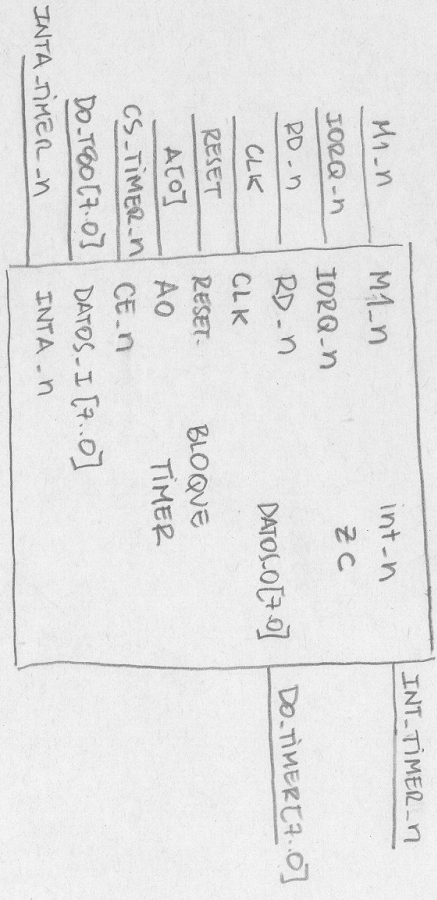 M1_n
IORQ_n
RD_n
CLK
RESET
A[0]
CS_TIMER_n
DO_T80[7..0]
INTA_TIMER_n
M1_n
IORQ_n
RD_n
CLK
RESET
A0
CE_n
DATOS_I[7..0]
INTA_n
BLOQUE
TIMER
int_n
ZC
DATOS_O[7..0]
INT_TIMER_n
DO_TIMER[7..0]